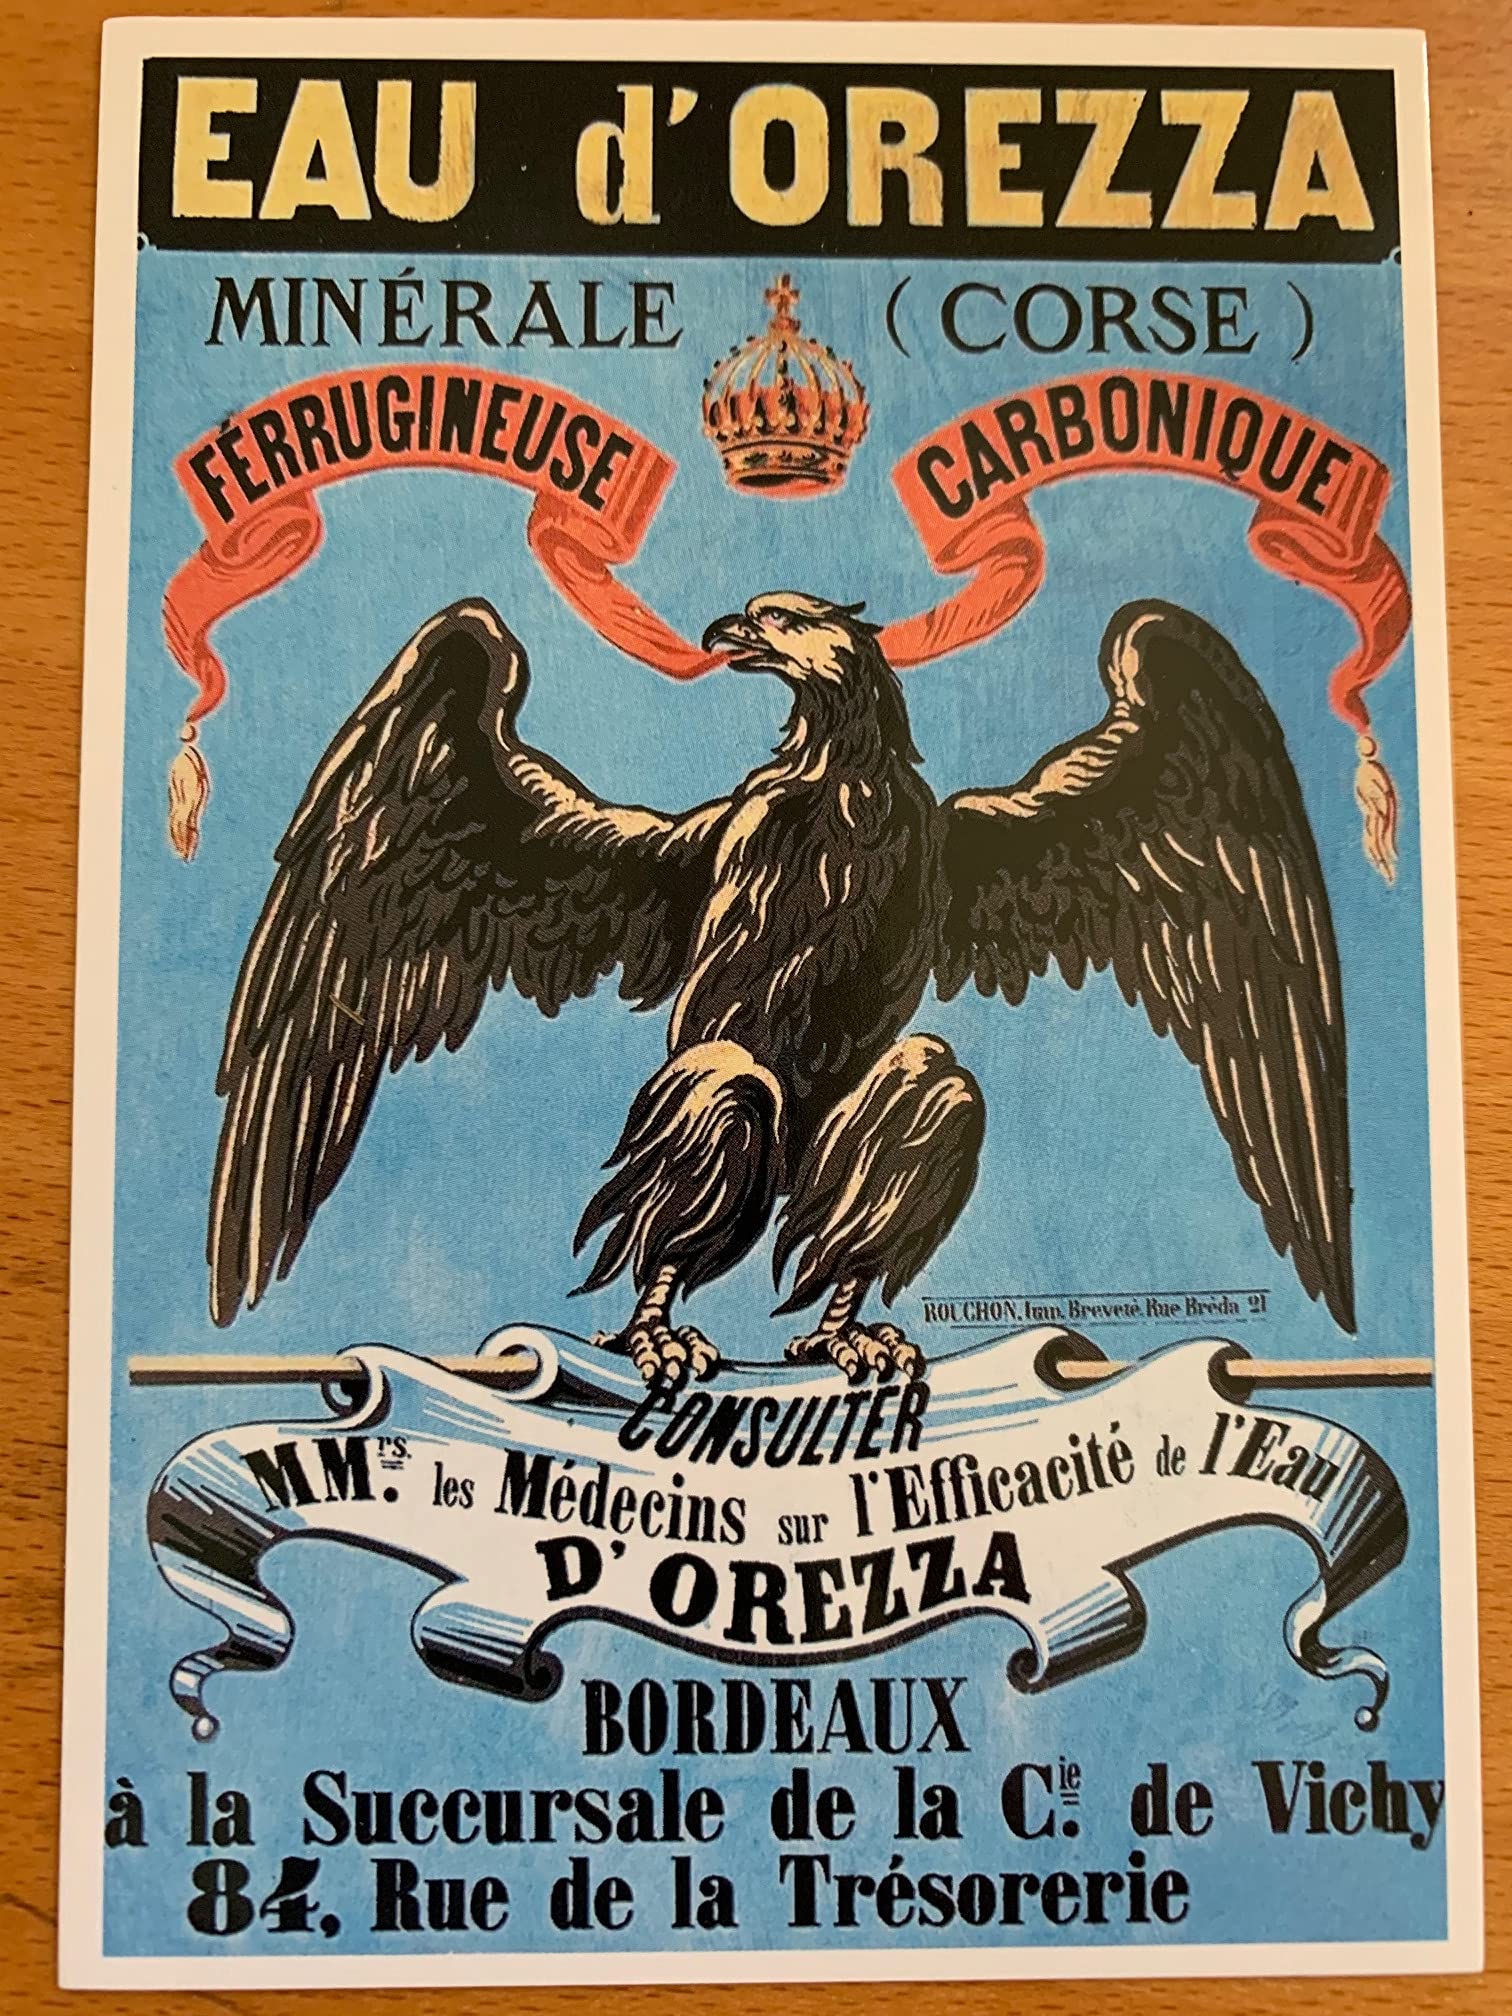 EAU d'OREZZA
MINÉRALE (CORSE)
FÉRRUGINEUSE
CARBONIQUE
ROUCHON, Imp. Breveté, Rue Bréda 21
CONSULTER
MMrs. les Médecins sur l'Efficacité de l'Eau
D'OREZZA
BORDEAUX
à la Succursale de la Cie. de Vichy
84, Rue de la Trésorerie